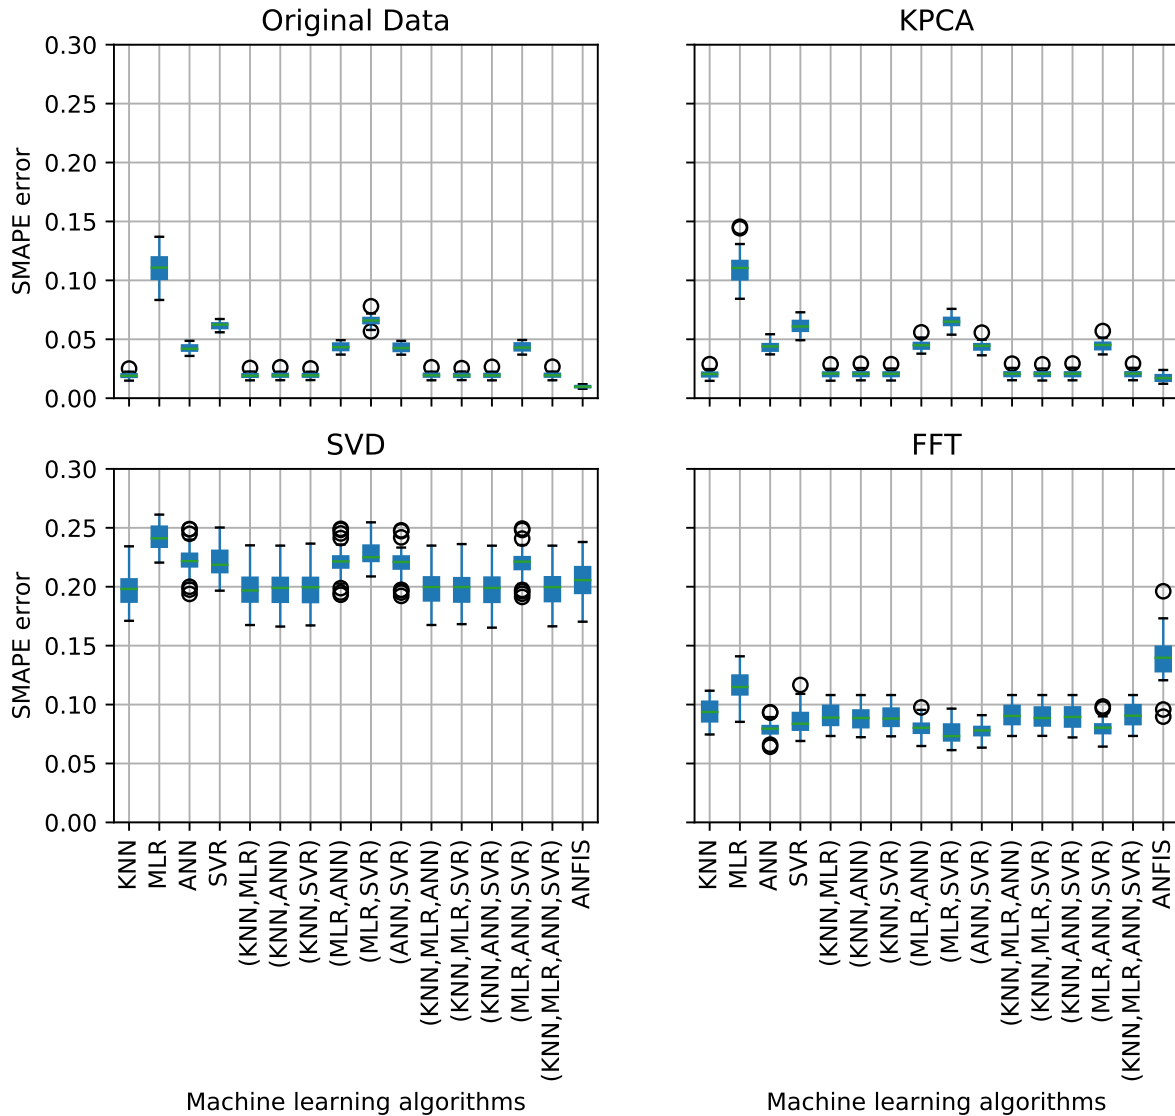 Original Data
KPCA
SMAPE error
0.30
0.25
0.20
0.15
0.10
0.05
0.00
SVD
FFT
SMAPE error
0.30
0.25
0.20
0.15
0.10
0.05
0.00
KNN
MLR
ANN
SVR
(KNN,MLR)
(KNN,ANN)
(KNN,SVR)
(MLR,ANN)
(MLR,SVR)
(ANN,SVR)
(KNN,MLR,ANN)
(KNN,MLR,SVR)
(KNN,ANN,SVR)
(MLR,ANN,SVR)
(KNN,MLR,ANN,SVR)
ANFIS
KNN
MLR
ANN
SVR
(KNN,MLR)
(KNN,ANN)
(KNN,SVR)
(MLR,ANN)
(MLR,SVR)
(ANN,SVR)
(KNN,MLR,ANN)
(KNN,MLR,SVR)
(KNN,ANN,SVR)
(MLR,ANN,SVR)
(KNN,MLR,ANN,SVR)
ANFIS
Machine learning algorithms
Machine learning algorithms